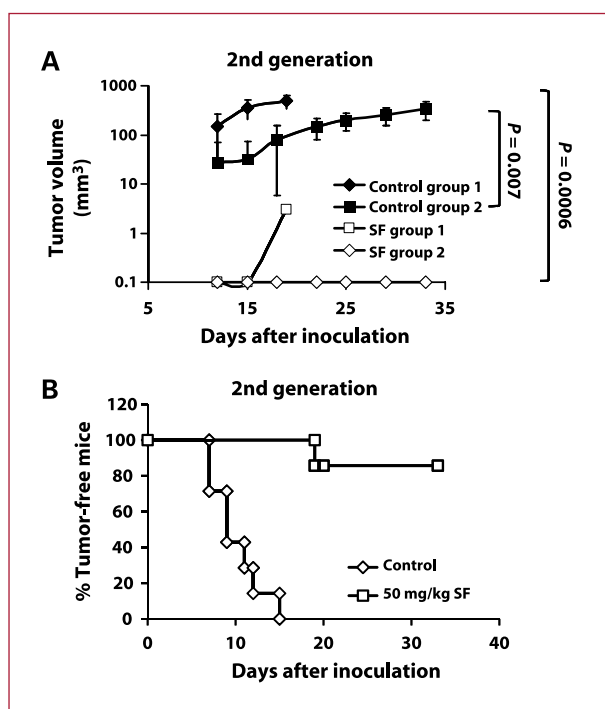 A
2nd generation
Tumor volume
(mm³)
1000
100
10
1
0.1
5
15
25
35
Days after inoculation
Control group 1
Control group 2
SF group 1
SF group 2
P = 0.007
P = 0.0006
B
2nd generation
% Tumor-free mice
120
100
80
60
40
20
0
0
10
20
30
40
Days after inoculation
Control
50 mg/kg SF